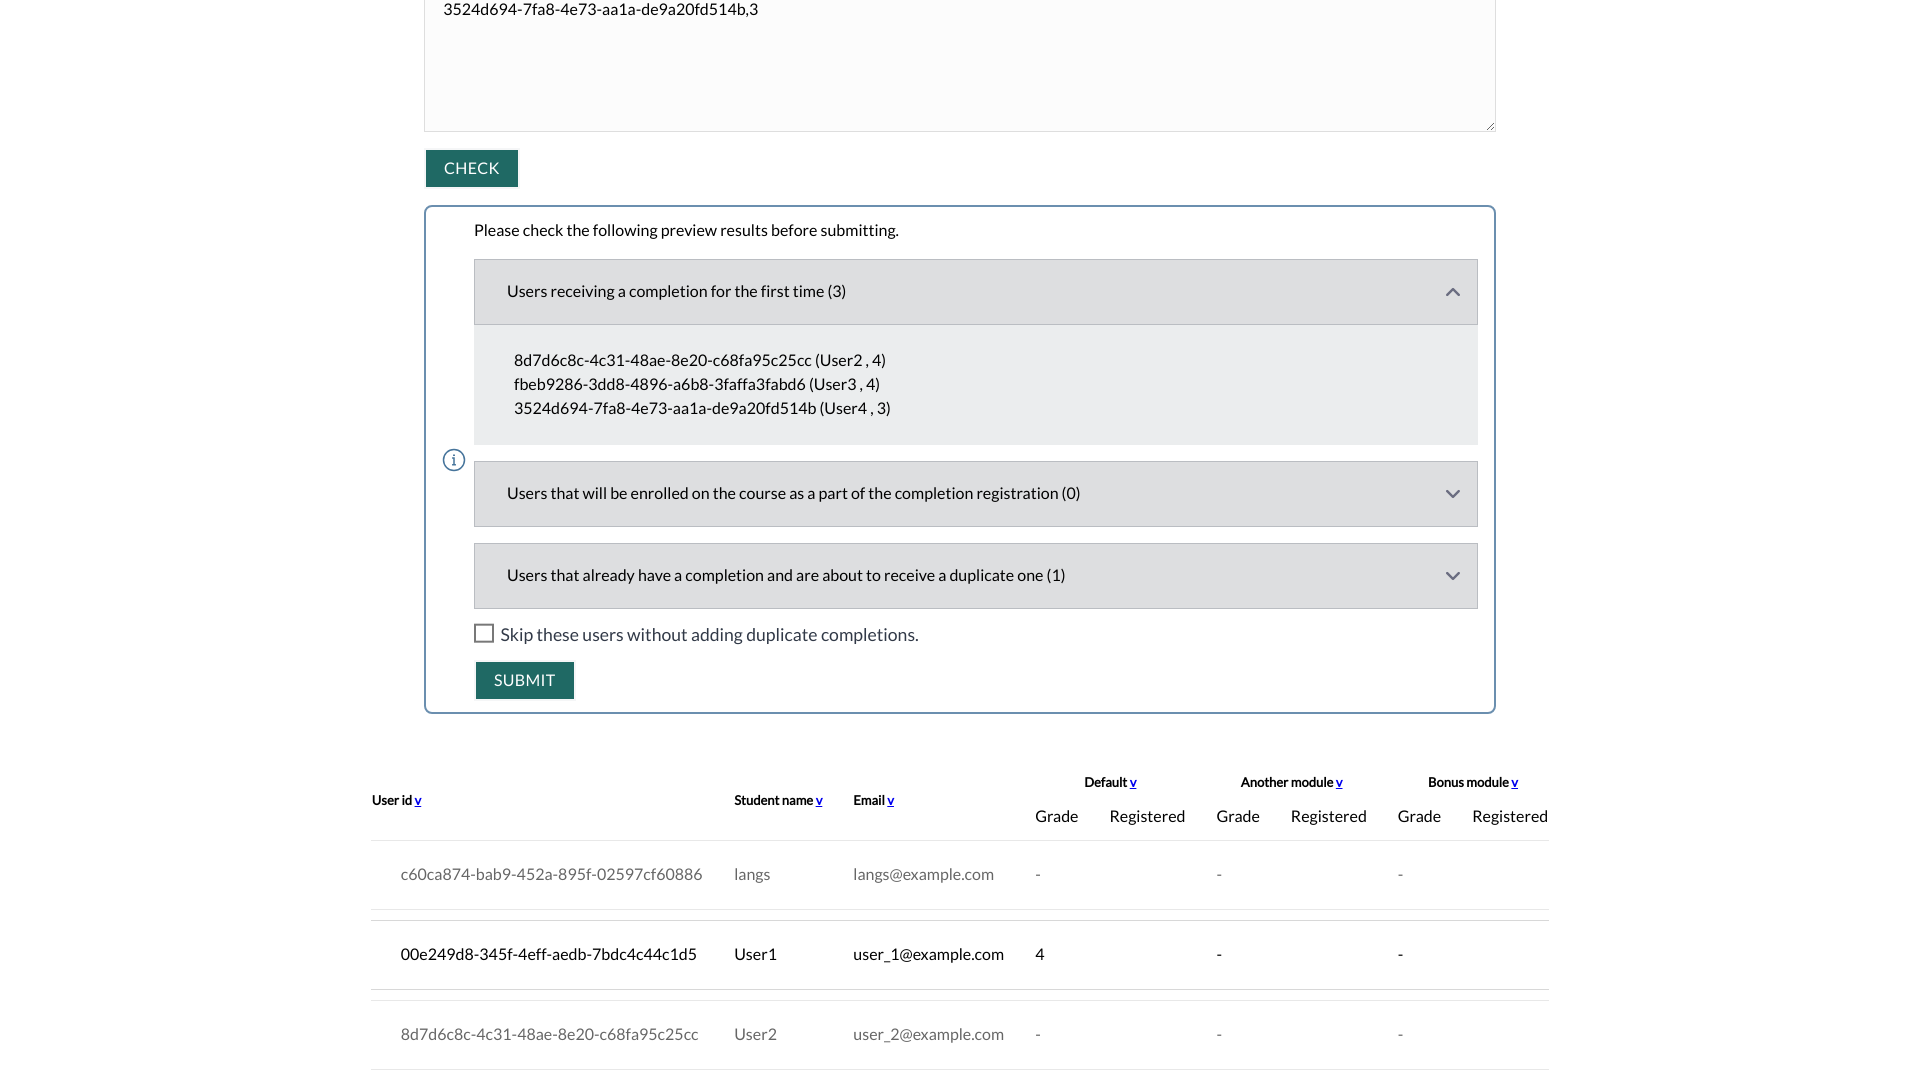 3524d694-7fa8-4e73-aa1a-de9a20fd514b,3
CHECK
Please check the following preview results before submitting.
Users receiving a completion for the first time (3)
8d7d6c8c-4c31-48ae-8e20-c68fa95c25cc (User2 , 4)
fbeb9286-3dd8-4896-a6b8-3faffa3fabd6 (User3 , 4)
3524d694-7fa8-4e73-aa1a-de9a20fd514b (User4 , 3)
Users that will be enrolled on the course as a part of the completion registration (0)
Users that already have a completion and are about to receive a duplicate one (1)
Skip these users without adding duplicate completions.
SUBMIT
User id v Student name v Email v Default v Another module v Bonus module v
Grade Registered Grade Registered Grade Registered
c60ca874-bab9-452a-895f-02597cf60886 langs langs@example.com - - -
00e249d8-345f-4eff-aedb-7bdc4c44c1d5 User1 user_1@example.com 4 - -
8d7d6c8c-4c31-48ae-8e20-c68fa95c25cc User2 user_2@example.com - - -